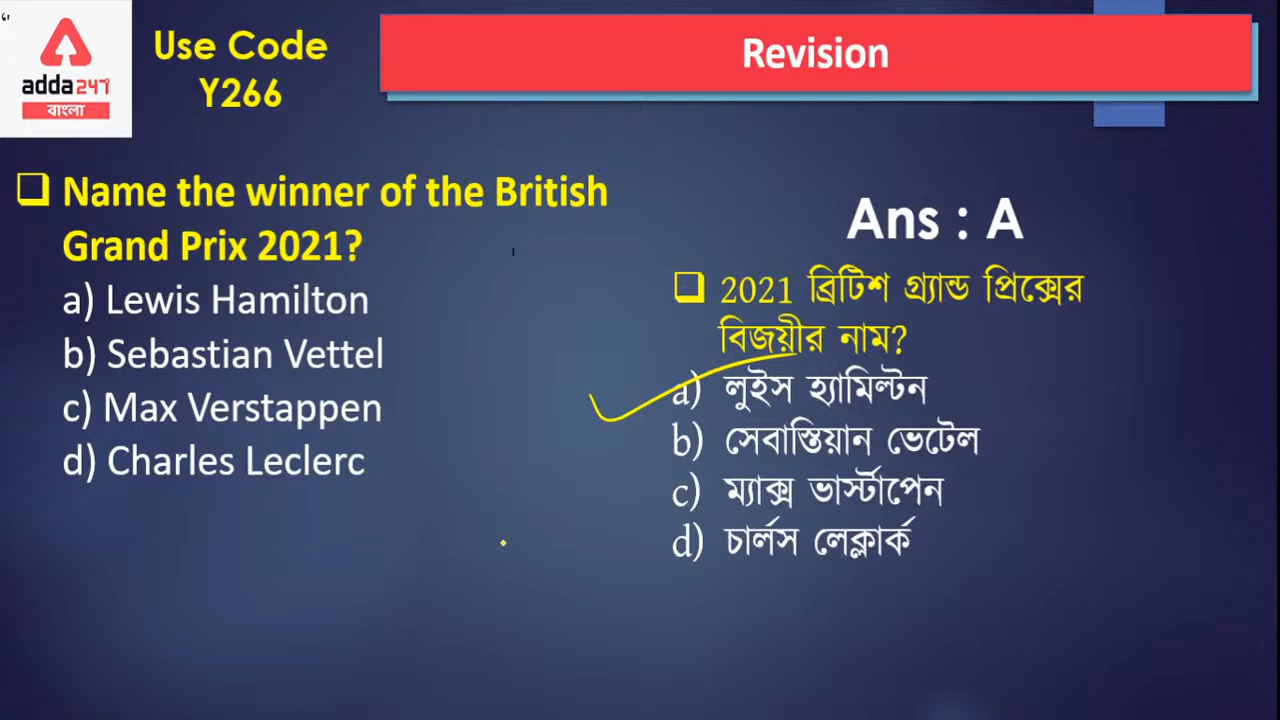 adda247
বাংলা
Use Code
Y266
Revision
❑ Name the winner of the British
Grand Prix 2021?
a) Lewis Hamilton
b) Sebastian Vettel
c) Max Verstappen
d) Charles Leclerc
Ans : A
❑ 2021 ব্রিটিশ গ্র্যান্ড প্রিক্সের
বিজয়ীর নাম?
a) লুইস হ্যামিল্টন
b) সেবাস্তিয়ান ভেটেল
c) ম্যাক্স ভার্স্টাপেন
d) চার্লস লেক্লার্ক